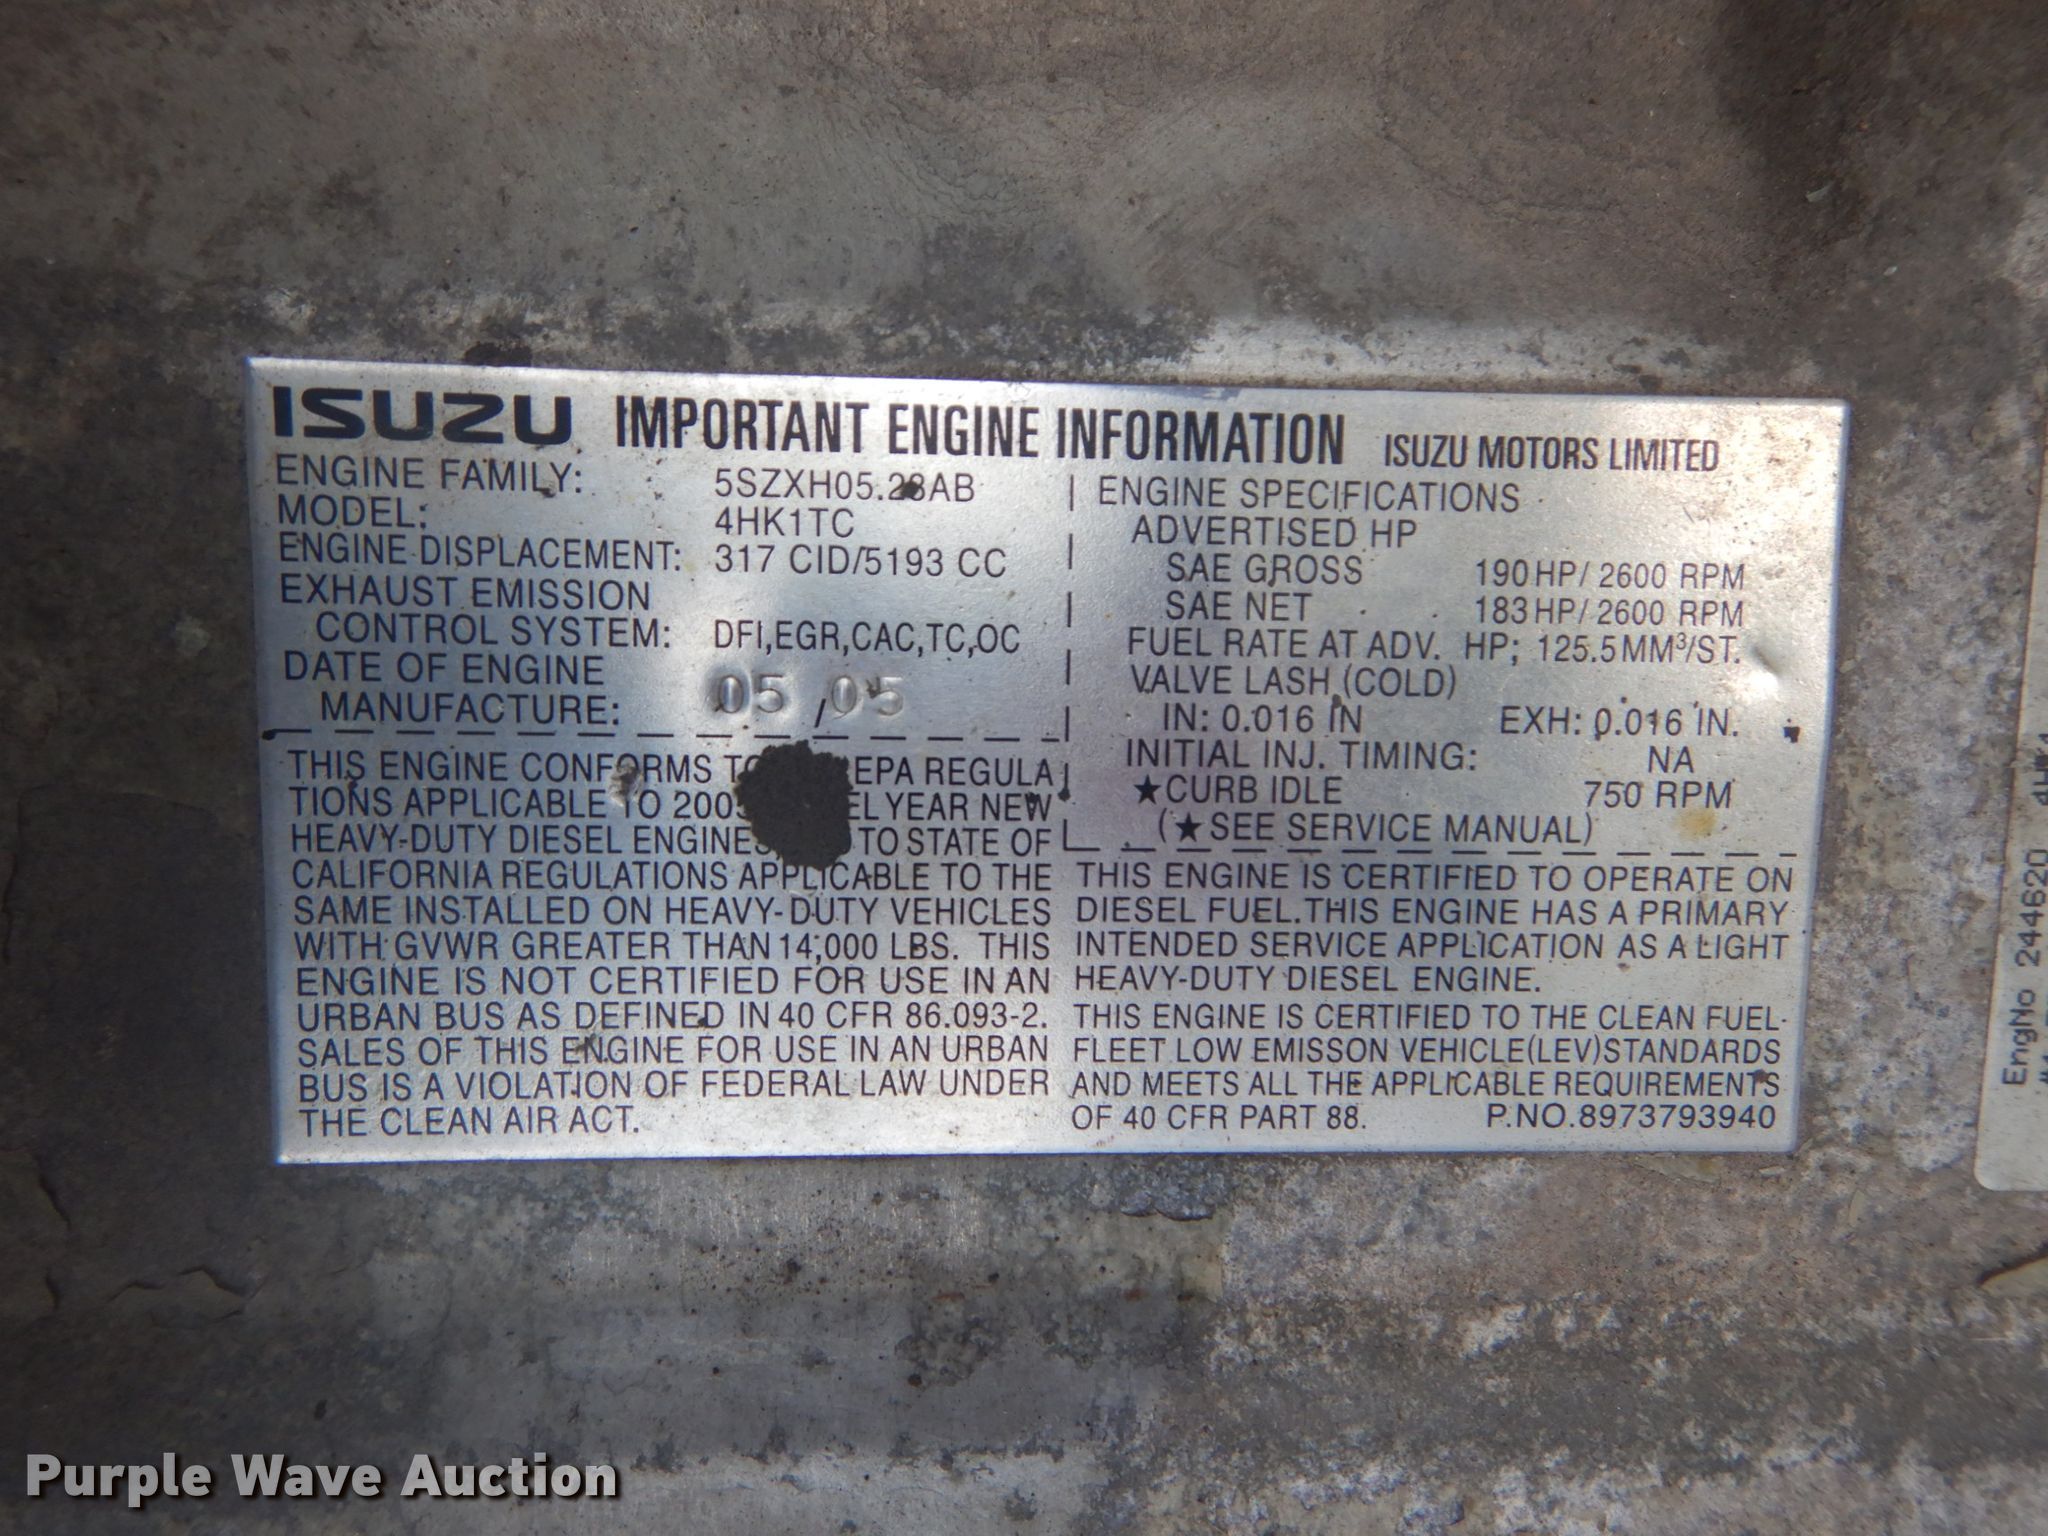 ISUZU IMPORTANT ENGINE INFORMATION ISUZU MOTORS LIMITED
ENGINE FAMILY: 5SZXH05.23AB
MODEL: 4HK1TC
ENGINE DISPLACEMENT: 317 CID/5193 CC
EXHAUST EMISSION
CONTROL SYSTEM: DFI,EGR,CAC,TC,OC
DATE OF ENGINE
MANUFACTURE: 05 / 05
THIS ENGINE CONFORMS EPA REGULA
TIONS APPLICABLE TO 2005 YEAR NEW
HEAVY-DUTY DIESEL ENGINES TO STATE OF
CALIFORNIA REGULATIONS APPLICABLE TO THE
SAME INSTALLED ON HEAVY-DUTY VEHICLES
WITH GVWR GREATER THAN 14,000 LBS. THIS
ENGINE IS NOT CERTIFIED FOR USE IN AN
URBAN BUS AS DEFINED IN 40 CFR 86.093-2.
SALES OF THIS ENGINE FOR USE IN AN URBAN
BUS IS A VIOLATION OF FEDERAL LAW UNDER
THE CLEAN AIR ACT.
ENGINE SPECIFICATIONS
ADVERTISED HP
SAE GROSS 190 HP/ 2600 RPM
SAE NET 183 HP/ 2600 RPM
FUEL RATE AT ADV. HP; 125.5 MM³/ST.
VALVE LASH (COLD)
IN: 0.016 IN EXH: 0.016 IN.
INITIAL INJ. TIMING: NA
★CURB IDLE 750 RPM
(★SEE SERVICE MANUAL)
THIS ENGINE IS CERTIFIED TO OPERATE ON
DIESEL FUEL. THIS ENGINE HAS A PRIMARY
INTENDED SERVICE APPLICATION AS A LIGHT
HEAVY-DUTY DIESEL ENGINE.
THIS ENGINE IS CERTIFIED TO THE CLEAN FUEL-
FLEET LOW EMISSON VEHICLE(LEV)STANDARDS
AND MEETS ALL THE APPLICABLE REQUIREMENTS
OF 40 CFR PART 88. P.NO.8973793940
EngNo 244620 4HK1
Purple Wave Auction